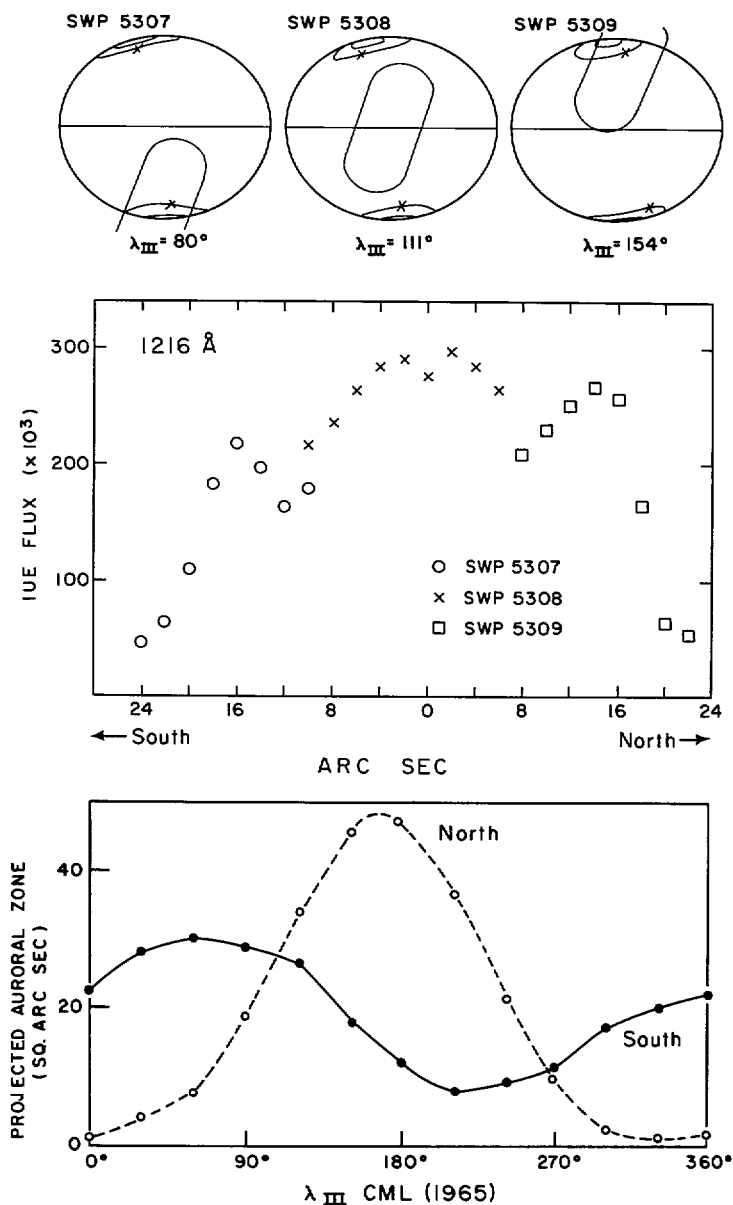 SWP 5307
SWP 5308
SWP 5309
λIII = 80°
λIII = 111°
λIII = 154°
1216 Å
300
200
100
IUE FLUX (×10³)
○ SWP 5307
× SWP 5308
□ SWP 5309
24 16 8 0 8 16 24
←South
North→
ARC SEC
North
South
40
20
0
PROJECTED AURORAL ZONE
(SQ. ARC SEC)
0° 90° 180° 270° 360°
λIII CML (1965)